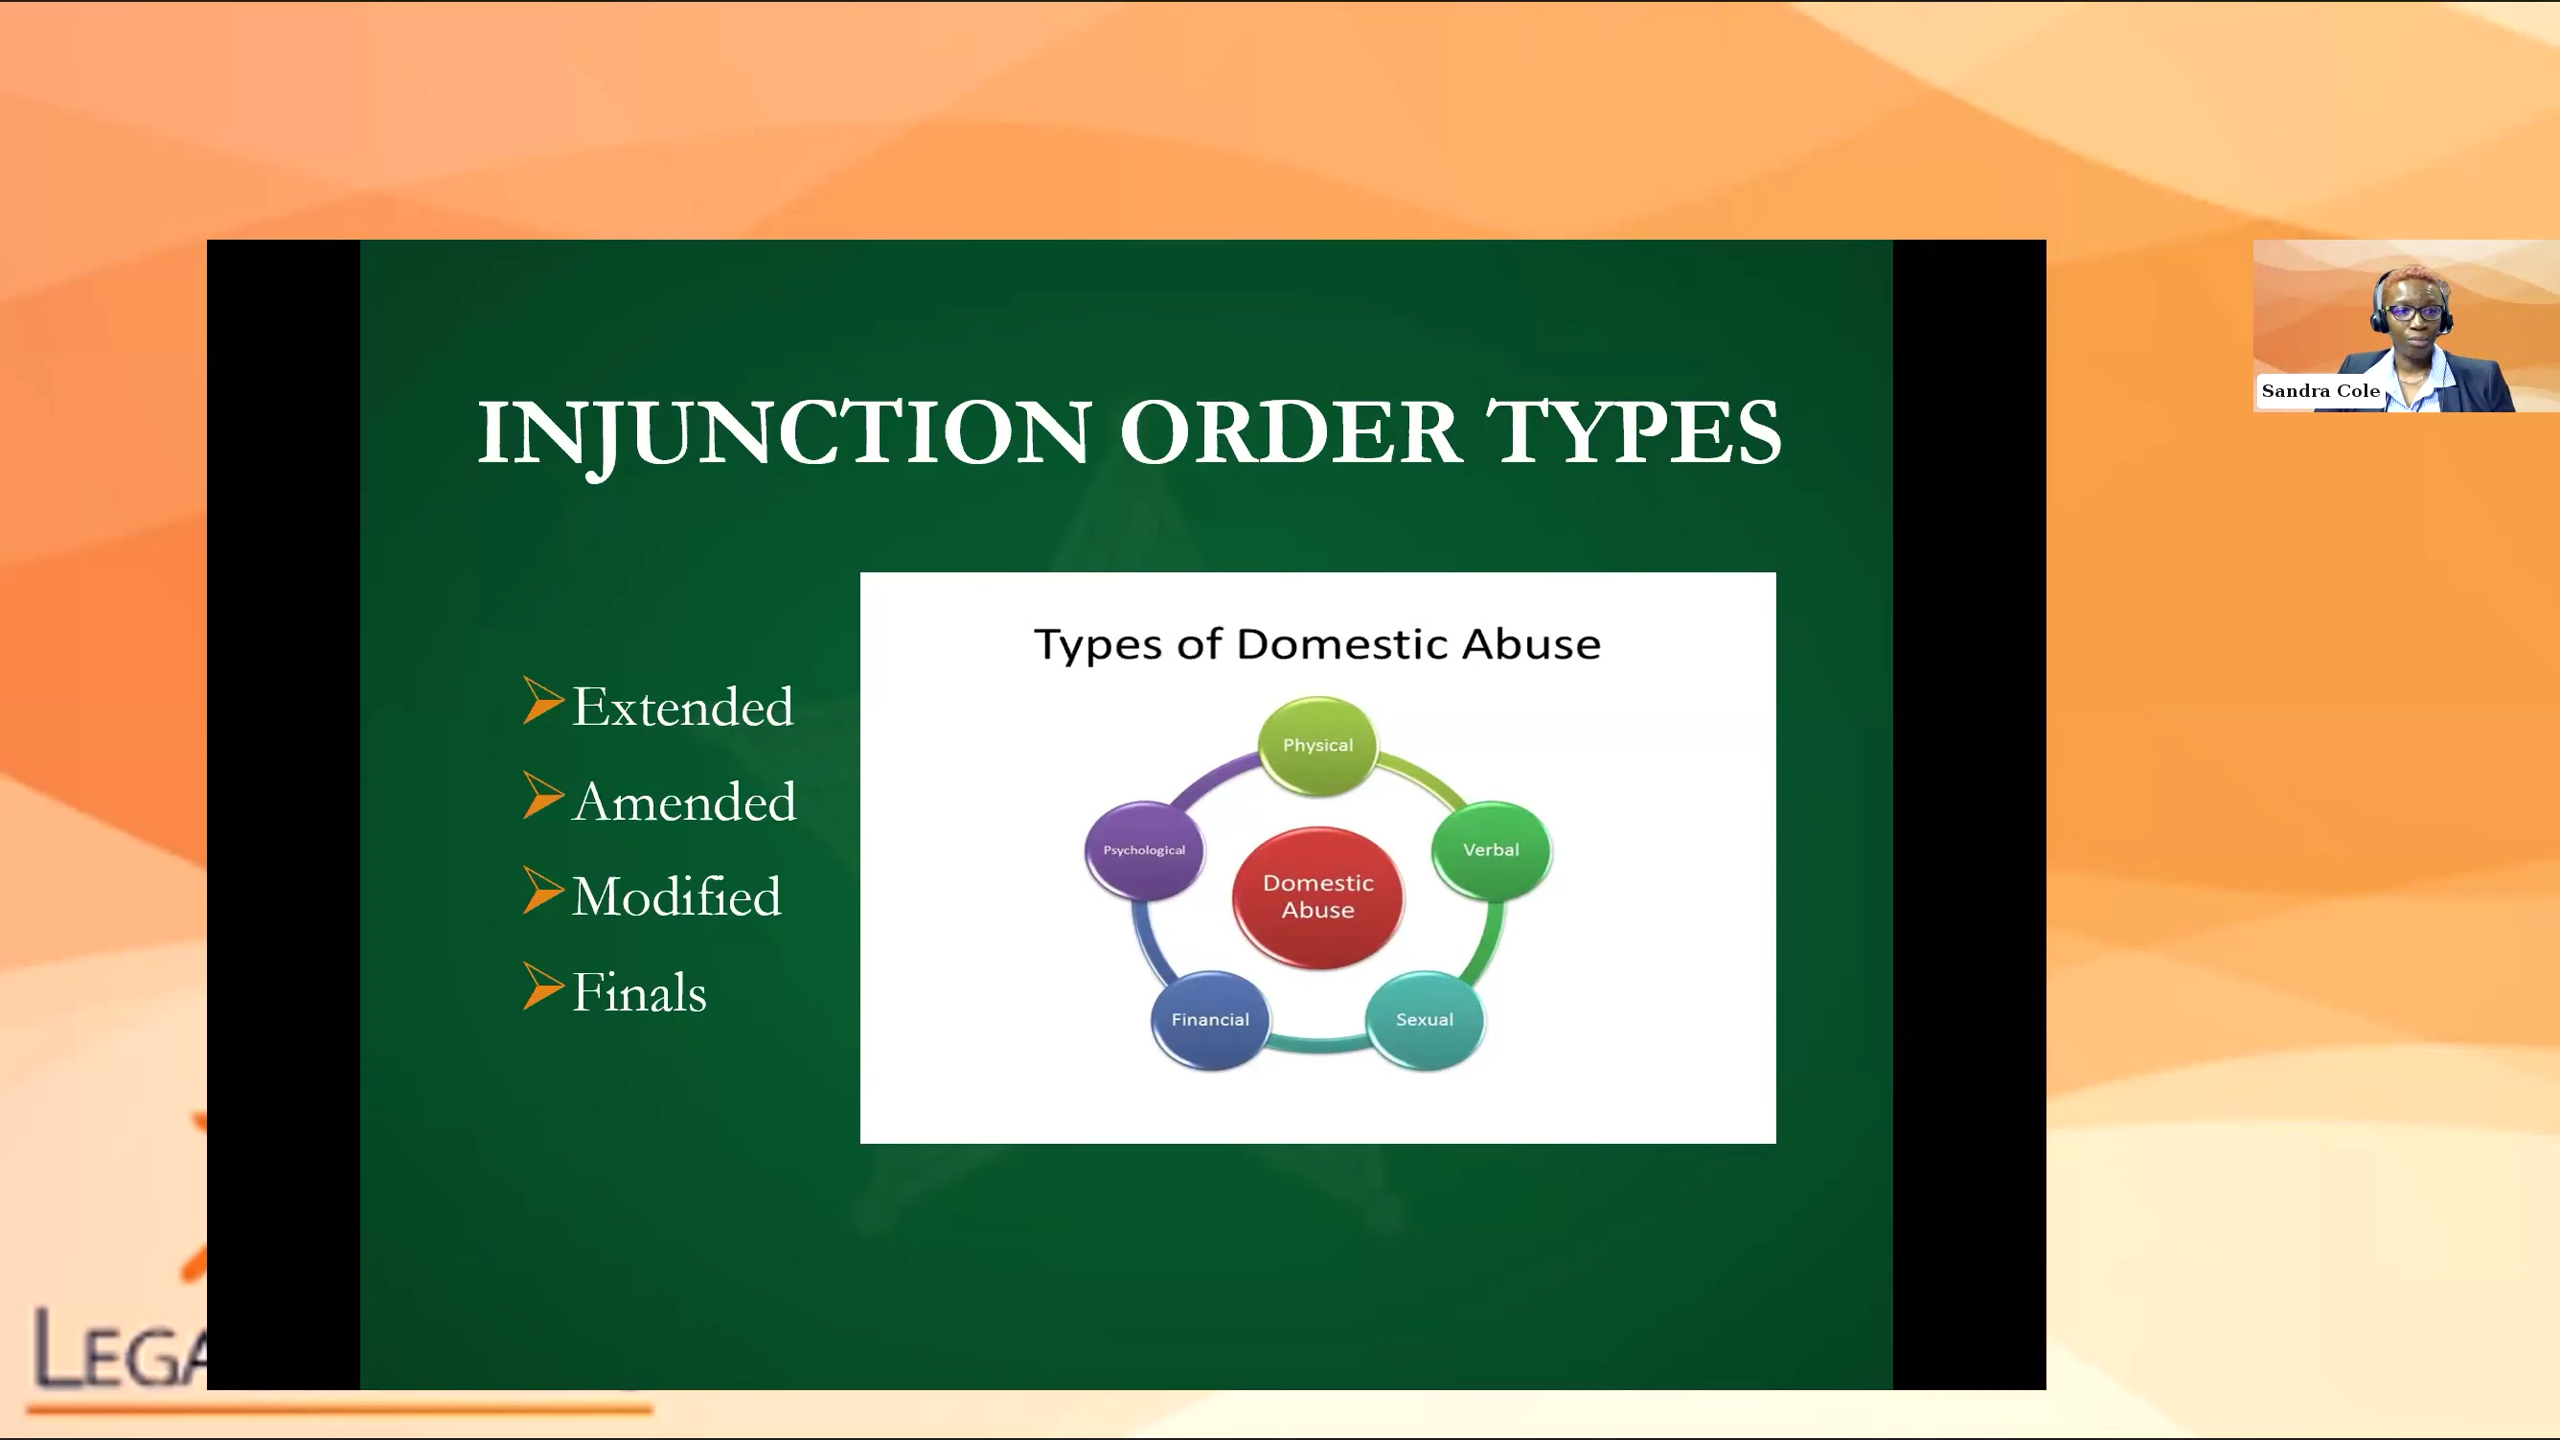 INJUNCTION ORDER TYPES
Extended
Amended
Modified
Finals
Types of Domestic Abuse
Physical
Psychological
Verbal
Domestic
Abuse
Financial
Sexual
Sandra Cole